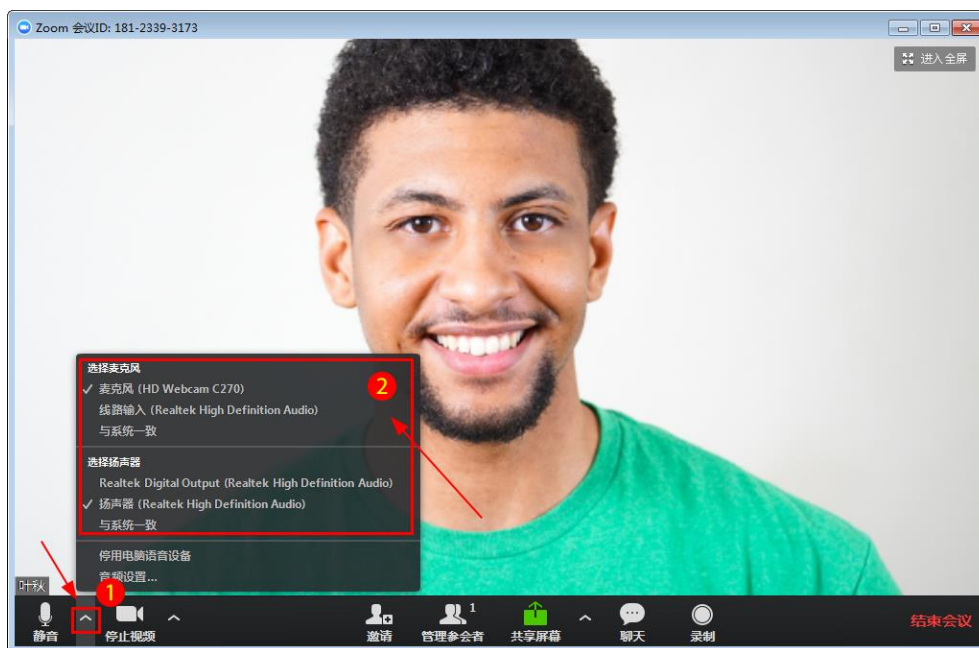 Zoom 会议ID: 181-2339-3173
进入全屏
选择麦克风
✓ 麦克风 (HD Webcam C270)
线路输入 (Realtek High Definition Audio)
与系统一致
2
选择扬声器
Realtek Digital Output (Realtek High Definition Audio)
✓ 扬声器 (Realtek High Definition Audio)
与系统一致
停用电脑语音设备
音频设置...
叶秋
1
1
静音
停止视频
邀请
管理参会者
共享屏幕
聊天
录制
结束会议